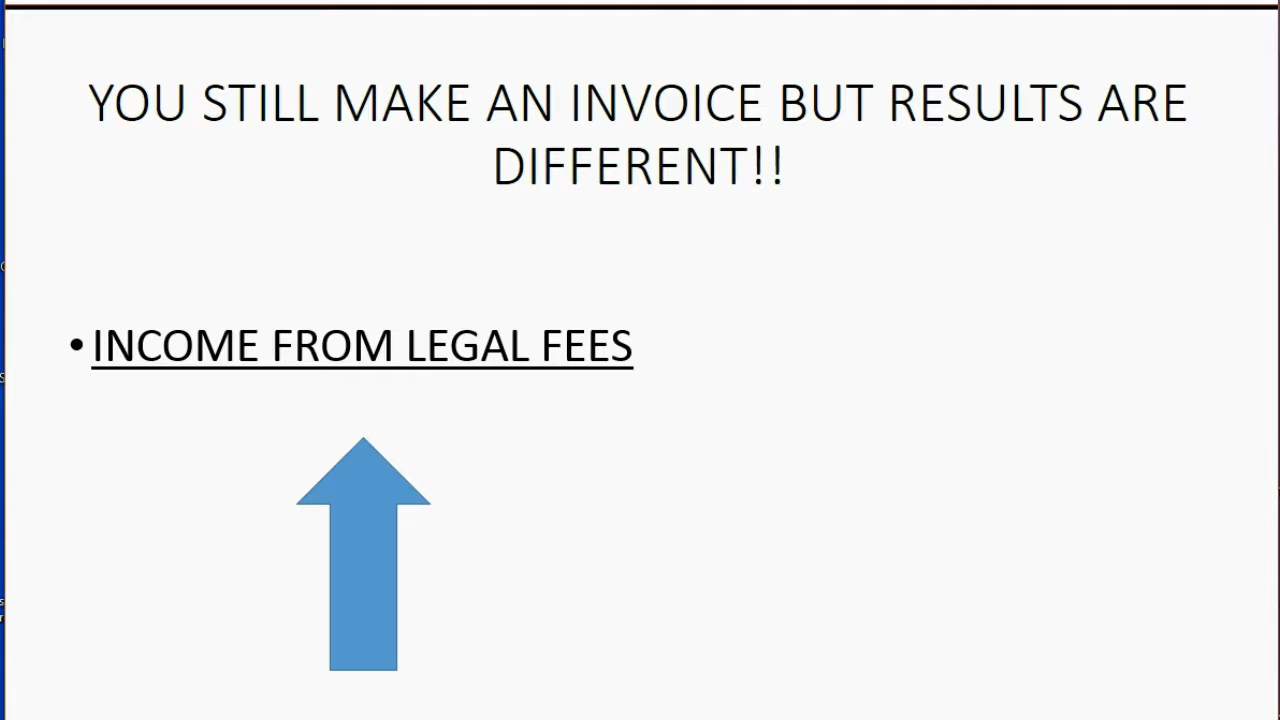 YOU STILL MAKE AN INVOICE BUT RESULTS ARE
DIFFERENT!!
• INCOME FROM LEGAL FEES